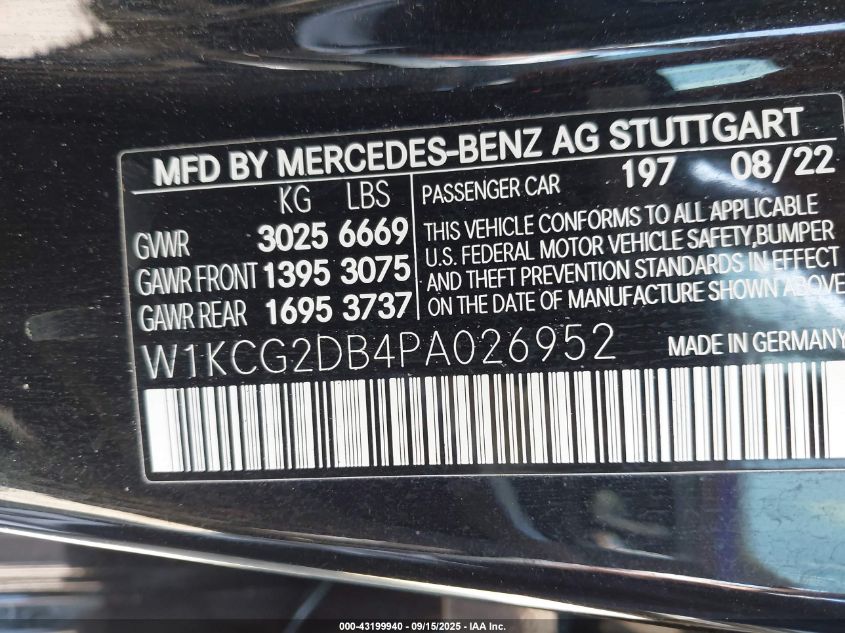 MFD BY MERCEDES-BENZ AG STUTTGART
KG LBS
GVWR 3025 6669
GAWR FRONT 1395 3075
GAWR REAR 1695 3737
PASSENGER CAR 197 08/22
THIS VEHICLE CONFORMS TO ALL APPLICABLE
U.S. FEDERAL MOTOR VEHICLE SAFETY,BUMPER
AND THEFT PREVENTION STANDARDS IN EFFECT
ON THE DATE OF MANUFACTURE SHOWN ABOVE
W1KCG2DB4PA026952
MADE IN GERMANY
000-43199940 - 09/15/2025 - IAA Inc.